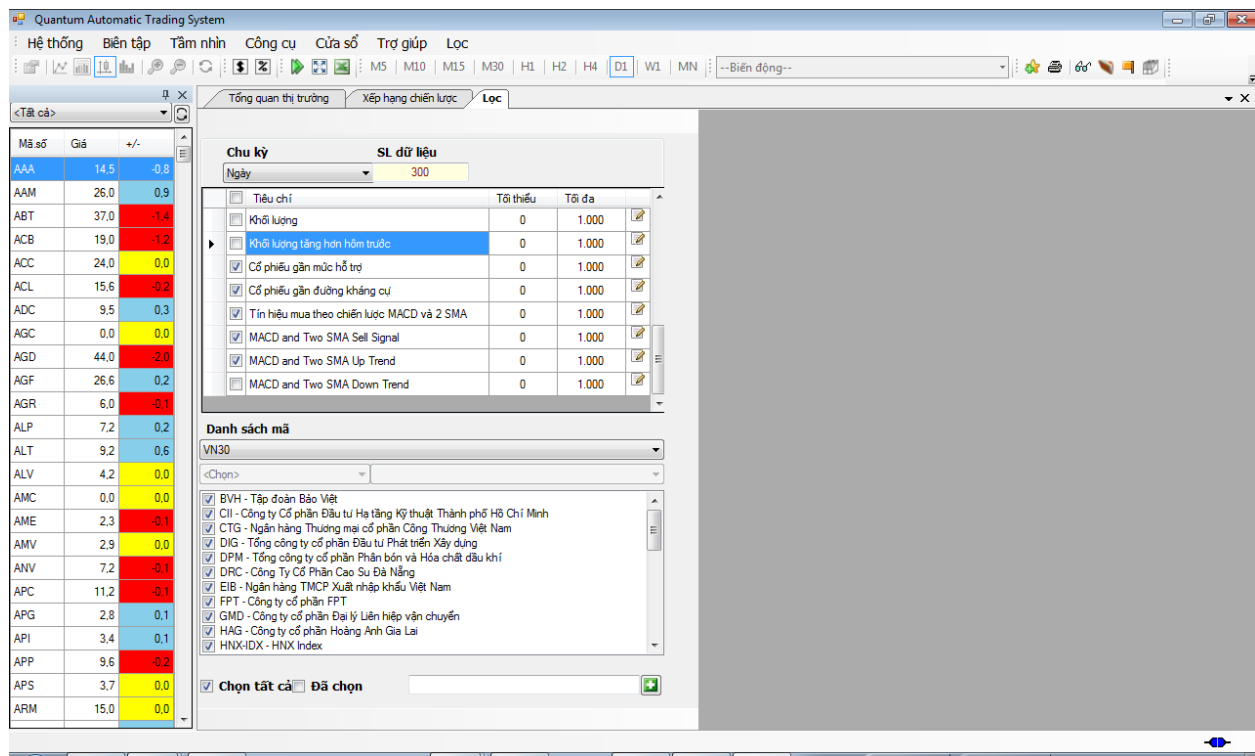 Quantum Automatic Trading System
Hệ thống Biên tập Tầm nhìn Công cụ Cửa sổ Trợ giúp Lọc
$ % M5 M10 M15 M30 H1 H2 H4 D1 W1 MN --Biến động--
<Tất cả>
Tổng quan thị trường Xếp hạng chiến lược Lọc
Mã số Giá +/-
AAA 14,5 -0,8
AAM 26,0 0,9
ABT 37,0 -1,4
ACB 19,0 -1,2
ACC 24,0 0,0
ACL 15,6 -0,2
ADC 9,5 0,3
AGC 0,0 0,0
AGD 44,0 -2,0
AGF 26,6 0,2
AGR 6,0 -0,1
ALP 7,2 0,2
ALT 9,2 0,6
ALV 4,2 0,0
AMC 0,0 0,0
AME 2,3 -0,1
AMV 2,9 0,0
ANV 7,2 -0,1
APC 11,2 -0,1
APG 2,8 0,1
API 3,4 0,1
APP 9,6 -0,2
APS 3,7 0,0
ARM 15,0 0,0
Chu kỳ SL dữ liệu
Ngày 300
Tiêu chí Tối thiểu Tối đa
Khối lượng 0 1.000
Khối lượng tăng hơn hôm trước 0 1.000
Cổ phiếu gần mức hỗ trợ 0 1.000
Cổ phiếu gần đường kháng cự 0 1.000
Tín hiệu mua theo chiến lược MACD và 2 SMA 0 1.000
MACD and Two SMA Sell Signal 0 1.000
MACD and Two SMA Up Trend 0 1.000
MACD and Two SMA Down Trend 0 1.000
Danh sách mã
VN30
<Chọn>
BVH - Tập đoàn Bảo Việt
CII - Công ty Cổ phần Đầu tư Hạ tầng Kỹ thuật Thành phố Hồ Chí Minh
CTG - Ngân hàng Thương mại cổ phần Công Thương Việt Nam
DIG - Tổng công ty cổ phần Đầu tư Phát triển Xây dựng
DPM - Tổng công ty cổ phần Phân bón và Hóa chất dầu khí
DRC - Công Ty Cổ Phần Cao Su Đà Nẵng
EIB - Ngân hàng TMCP Xuất nhập khẩu Việt Nam
FPT - Công ty cổ phần FPT
GMD - Công ty cổ phần Đại lý Liên hiệp vận chuyển
HAG - Công ty cổ phần Hoàng Anh Gia Lai
HNX-IDX - HNX Index
Chọn tất cả Đã chọn